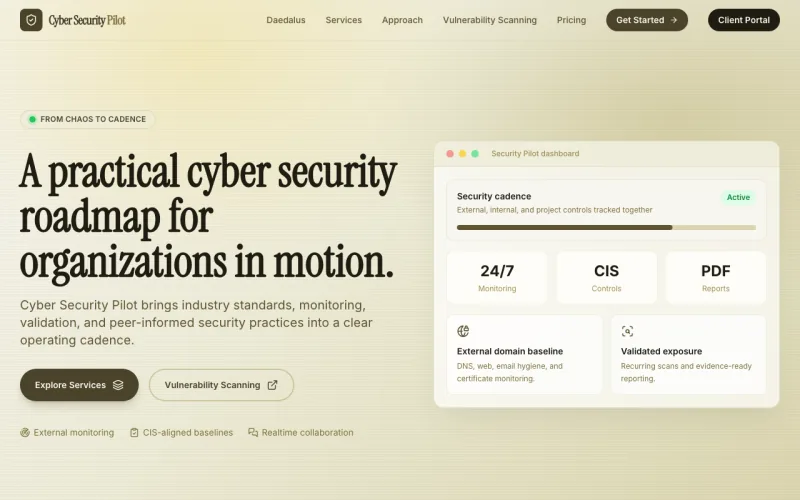 Cyber Security Pilot
Daedalus
Services
Approach
Vulnerability Scanning
Pricing
Get Started
Client Portal
FROM CHAOS TO CADENCE
A practical cyber security
roadmap for
organizations in motion.
Cyber Security Pilot brings industry standards, monitoring,
validation, and peer-informed security practices into a clear
operating cadence.
Explore Services
Vulnerability Scanning
External monitoring
CIS-aligned baselines
Realtime collaboration
Security Pilot dashboard
Security cadence
Active
External, internal, and project controls tracked together
24/7
Monitoring
CIS
Controls
PDF
Reports
External domain baseline
DNS, web, email hygiene, and
certificate monitoring.
Validated exposure
Recurring scans and evidence-ready
reporting.